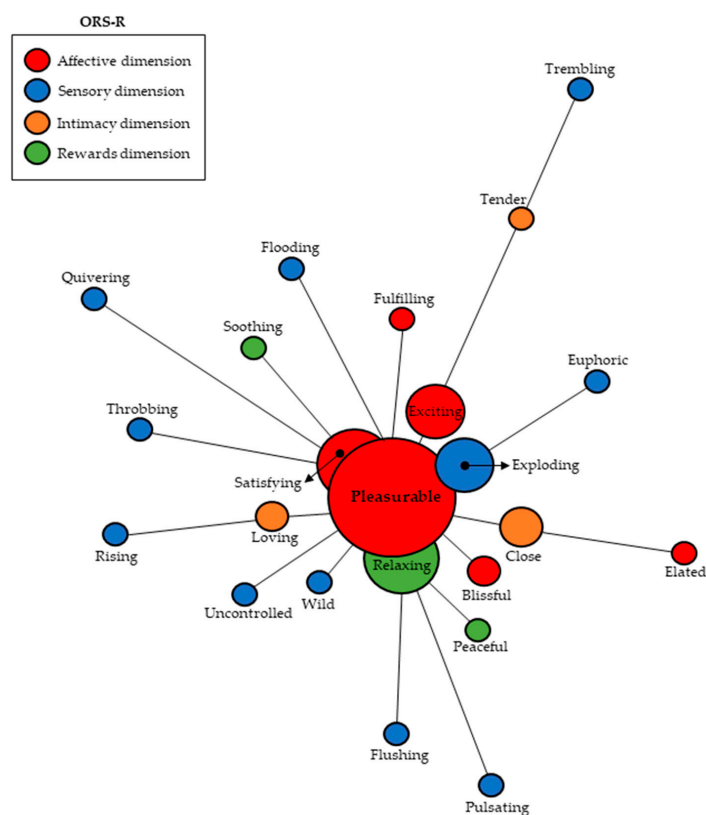 ORS-R
Affective dimension
Sensory dimension
Intimacy dimension
Rewards dimension
Trembling
Tender
Flooding
Quivering
Fulfilling
Soothing
Euphoric
Throbbing
Exciting
Exploding
Satisfying
Pleasurable
Loving
Close
Rising
Relaxing
Elated
Blissful
Wild
Uncontrolled
Peaceful
Flushing
Pulsating